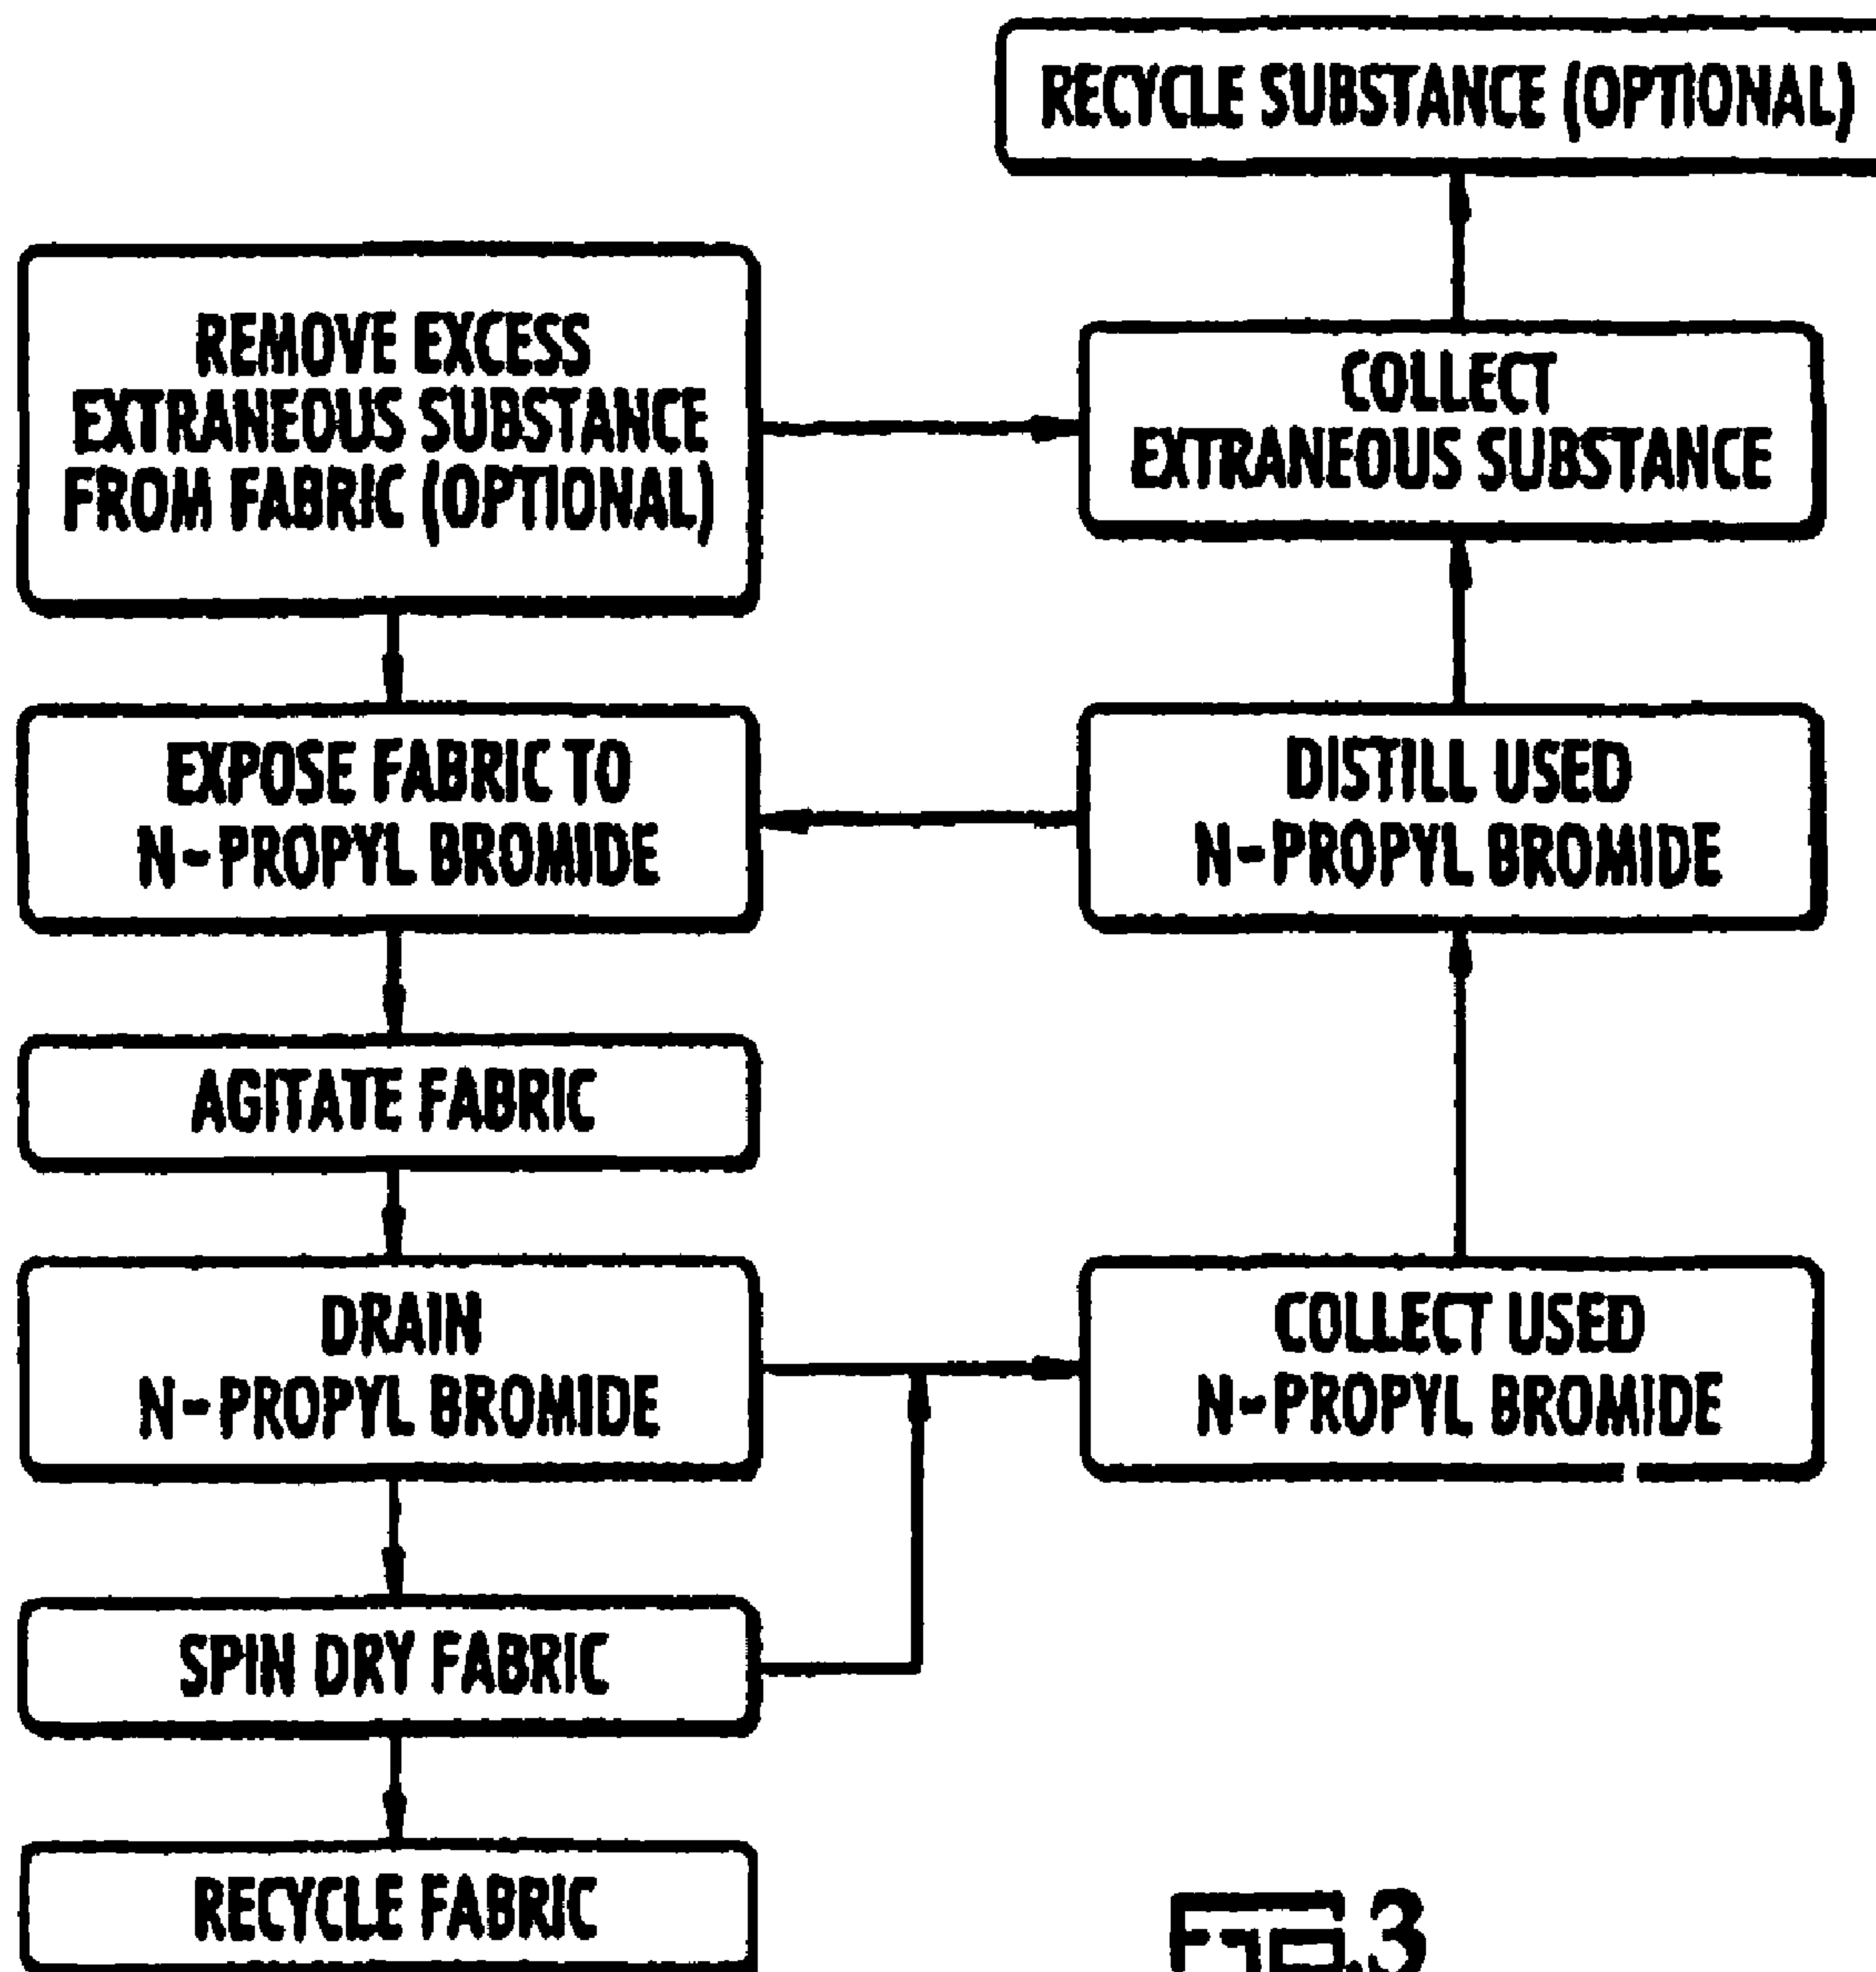 RECYCLE SUBSTANCE (OPTIONAL)
REMOVE EXCESS
EXTRANEOUS SUBSTANCE
FROM FABRIC (OPTIONAL)
COLLECT
EXTRANEOUS SUBSTANCE
EXPOSE FABRIC TO
N-PROPYL BROMIDE
DISTILL USED
N-PROPYL BROMIDE
AGITATE FABRIC
DRAIN
N-PROPYL BROMIDE
COLLECT USED
N-PROPYL BROMIDE
SPIN DRY FABRIC
RECYCLE FABRIC
FIG.3